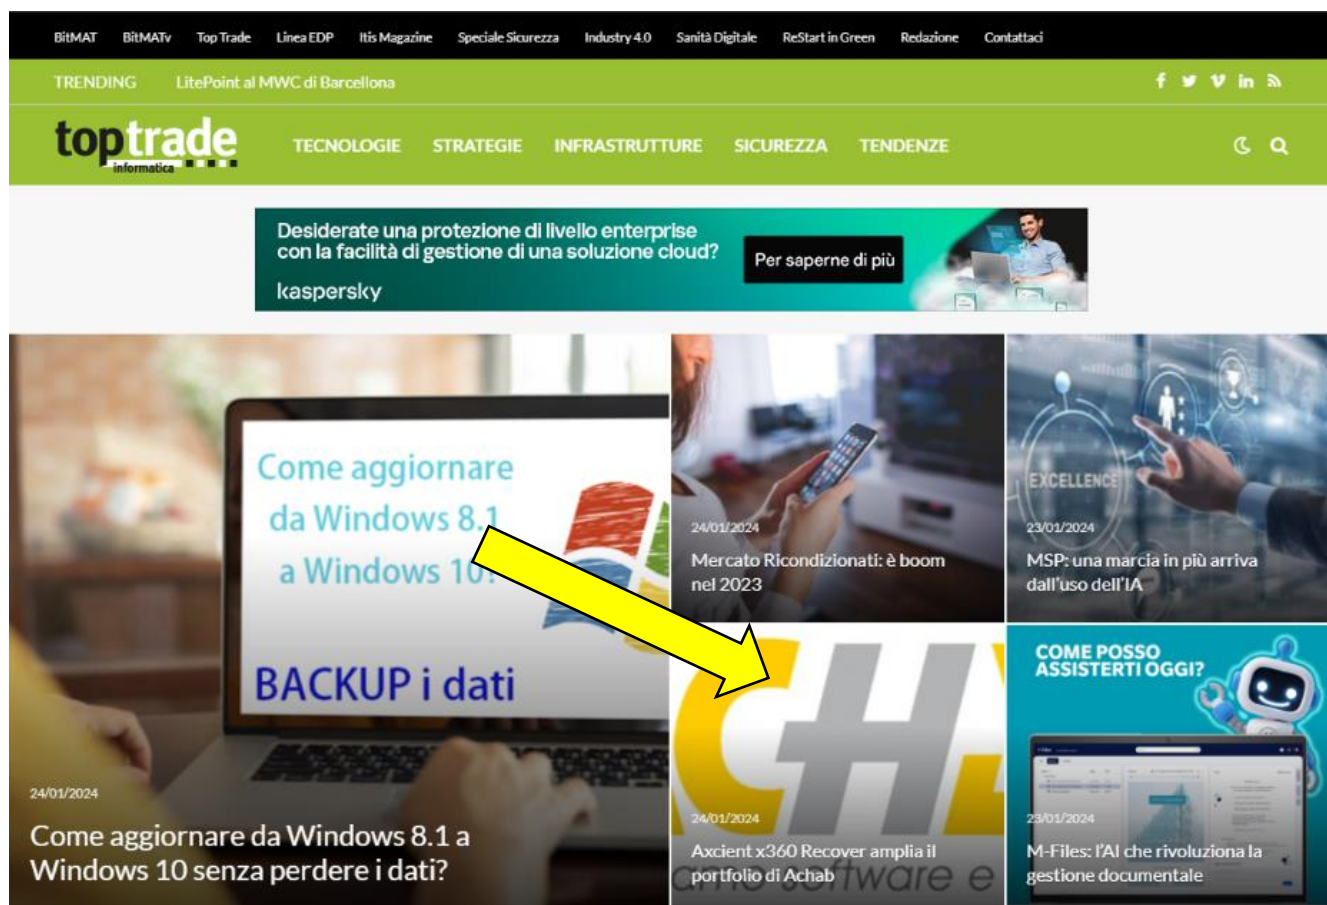 BitMAT BitMATv Top Trade Linea EDP Itis Magazine Speciale Sicurezza Industry 4.0 Sanità Digitale ReStart in Green Redazione Contattaci
TRENDING LitePoint al MWC di Barcellona
toptrade
informatica
TECNOLOGIE STRATEGIE INFRASTRUTTURE SICUREZZA TENDENZE
Desiderate una protezione di livello enterprise
con la facilità di gestione di una soluzione cloud?
kaspersky
Per saperne di più
Come aggiornare
da Windows 8.1
a Windows 10?
BACKUP i dati
24/01/2024
Come aggiornare da Windows 8.1 a
Windows 10 senza perdere i dati?
24/01/2024
Mercato Ricondizionati: è boom
nel 2023
EXCELLENCE
23/01/2024
MSP: una marcia in più arriva
dall'uso dell'IA
CH
software e
24/01/2024
Axcient x360 Recover amplia il
portfolio di Achab
COME POSSO
ASSISTERTI OGGI?
23/01/2024
M-Files: l'AI che rivoluziona la
gestione documentale